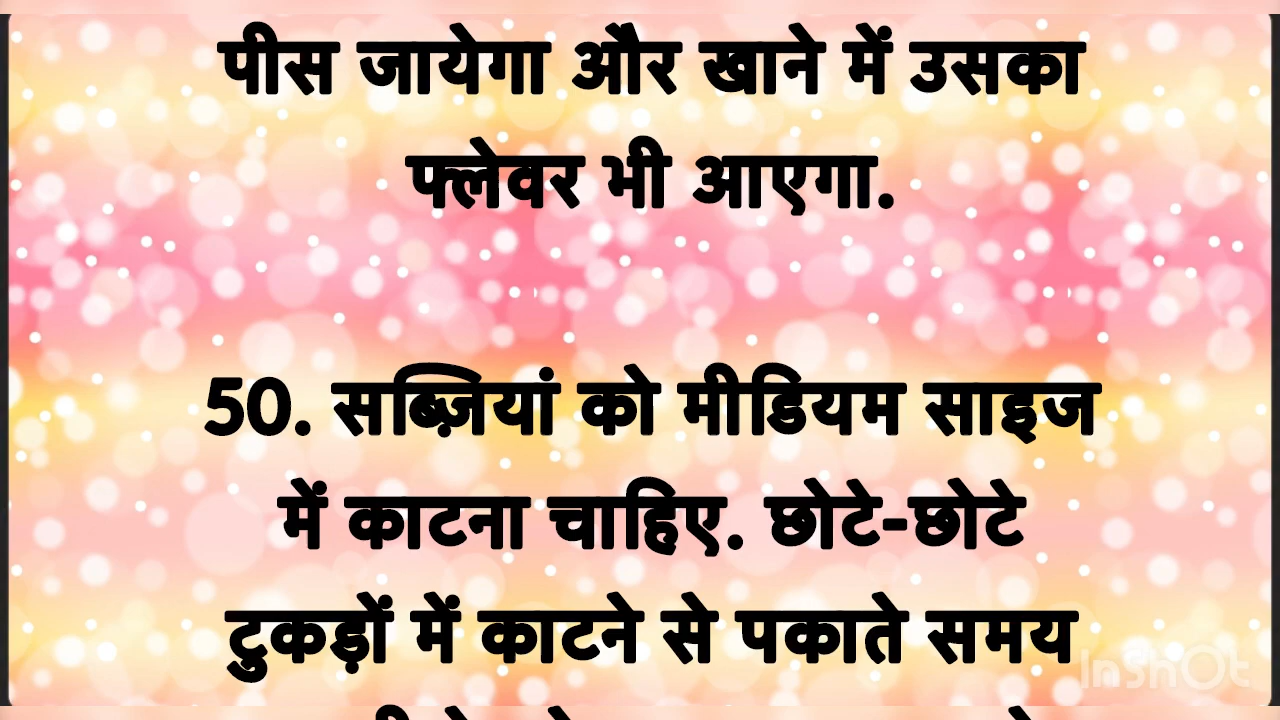 पीस जायेगा और खाने में उसका
फ्लेवर भी आएगा.
50. सब्ज़ियां को मीडियम साइज
में काटना चाहिए. छोटे-छोटे
टुकड़ों में काटने से पकाते समय
InShOt